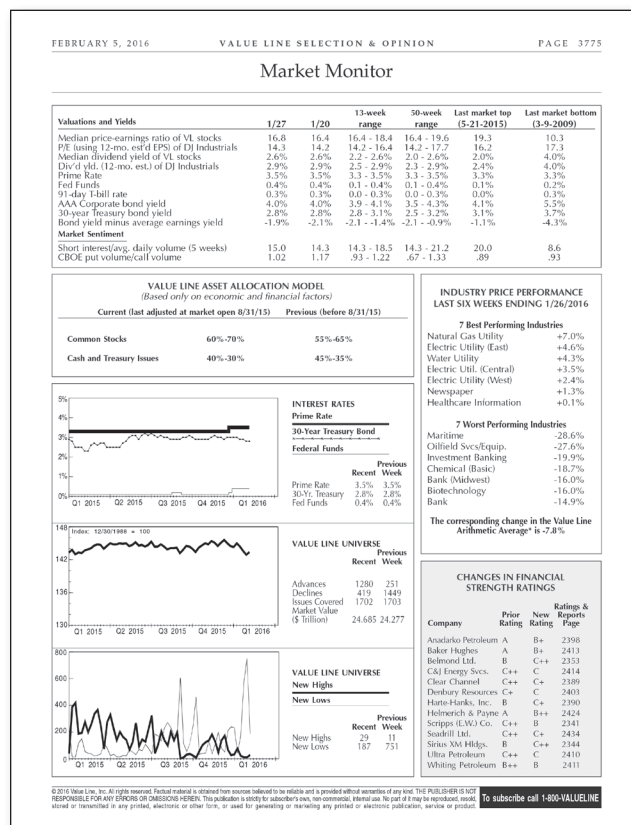 FEBRUARY 5, 2016 VALUE LINE SELECTION & OPINION PAGE 3775
Market Monitor
Valuations and Yields 1/27 1/20 13-week range 50-week range Last market top (5-21-2015) Last market bottom (3-9-2009)
Median price-earnings ratio of VL stocks 16.8 16.4 16.4 - 18.4 16.4 - 19.6 19.3 10.3
P/E (using 12-mo. est'd EPS) of DJ Industrials 14.3 14.2 14.2 - 16.4 14.2 - 17.7 16.2 17.3
Median dividend yield of VL stocks 2.6% 2.6% 2.2 - 2.6% 2.0 - 2.6% 2.0% 4.0%
Div'd yld. (12-mo. est.) of DJ Industrials 2.9% 2.9% 2.5 - 2.9% 2.3 - 2.9% 2.4% 4.0%
Prime Rate 3.5% 3.5% 3.3 - 3.5% 3.3 - 3.5% 3.3% 3.3%
Fed Funds 0.4% 0.4% 0.1 - 0.4% 0.1 - 0.4% 0.1% 0.2%
91-day T-bill rate 0.3% 0.3% 0.0 - 0.3% 0.0 - 0.3% 0.0% 0.3%
AAA Corporate bond yield 4.0% 4.0% 3.9 - 4.1% 3.5 - 4.3% 4.1% 5.5%
30-year Treasury bond yield 2.8% 2.8% 2.8 - 3.1% 2.5 - 3.2% 3.1% 3.7%
Bond yield minus average earnings yield -1.9% -2.1% -2.1 - -1.4% -2.1 - -0.9% -1.1% -4.3%
Market Sentiment
Short interest/avg. daily volume (5 weeks) 15.0 14.3 14.3 - 18.5 14.3 - 21.2 20.0 8.6
CBOE put volume/call volume 1.02 1.17 .93 - 1.22 .67 - 1.33 .89 .93
VALUE LINE ASSET ALLOCATION MODEL
(Based only on economic and financial factors)
Current (last adjusted at market open 8/31/15) Previous (before 8/31/15)
Common Stocks 60%-70% 55%-65%
Cash and Treasury Issues 40%-30% 45%-35%
INDUSTRY PRICE PERFORMANCE
LAST SIX WEEKS ENDING 1/26/2016
7 Best Performing Industries
Natural Gas Utility +7.0%
Electric Utility (East) +4.6%
Water Utility +4.3%
Electric Util. (Central) +3.5%
Electric Utility (West) +2.4%
Newspaper +1.3%
Healthcare Information +0.1%
7 Worst Performing Industries
Maritime -28.6%
Oilfield Svcs/Equip. -27.6%
Investment Banking -19.9%
Chemical (Basic) -18.7%
Bank (Midwest) -16.0%
Biotechnology -16.0%
Bank -14.9%
The corresponding change in the Value Line
Arithmetic Average* is -7.8%
5%
4%
3%
2%
1%
0%
Q1 2015 Q2 2015 Q3 2015 Q4 2015 Q1 2016
INTEREST RATES
Prime Rate
30-Year Treasury Bond
Federal Funds
Recent Previous Week
Prime Rate 3.5% 3.5%
30-Yr. Treasury 2.8% 2.8%
Fed Funds 0.4% 0.4%
148
Index: 12/30/1988 = 100
142
136
130
Q1 2015 Q2 2015 Q3 2015 Q4 2015 Q1 2016
VALUE LINE UNIVERSE
Recent Previous Week
Advances 1280 251
Declines 419 1449
Issues Covered 1702 1703
Market Value
($ Trillion) 24.685 24.277
800
600
400
200
0
Q1 2015 Q2 2015 Q3 2015 Q4 2015 Q1 2016
VALUE LINE UNIVERSE
New Highs
New Lows
Recent Previous Week
New Highs 29 11
New Lows 187 751
CHANGES IN FINANCIAL
STRENGTH RATINGS
Company Prior Rating New Rating Ratings & Reports Page
Anadarko Petroleum A B+ 2398
Baker Hughes A B+ 2413
Belmond Ltd. B C++ 2353
C&J Energy Svcs. C++ C 2414
Clear Channel C++ C+ 2389
Denbury Resources C+ C 2403
Harte-Hanks, Inc. B C+ 2390
Helmerich & Payne A B++ 2424
Scripps (E.W.) Co. C++ B 2341
Seadrill Ltd. C++ C+ 2434
Sirius XM Hldgs. B C++ 2344
Ultra Petroleum C++ C 2410
Whiting Petroleum B++ B 2411
© 2016 Value Line, Inc. All rights reserved. Factual material is obtained from sources believed to be reliable and is provided without warranties of any kind. THE PUBLISHER IS NOT
RESPONSIBLE FOR ANY ERRORS OR OMISSIONS HEREIN. This publication is strictly for subscriber's own, non-commercial, internal use. No part of it may be reproduced, resold,
stored or transmitted in any printed, electronic or other form, or used for generating or marketing any printed or electronic publication, service or product.
To subscribe call 1-800-VALUELINE